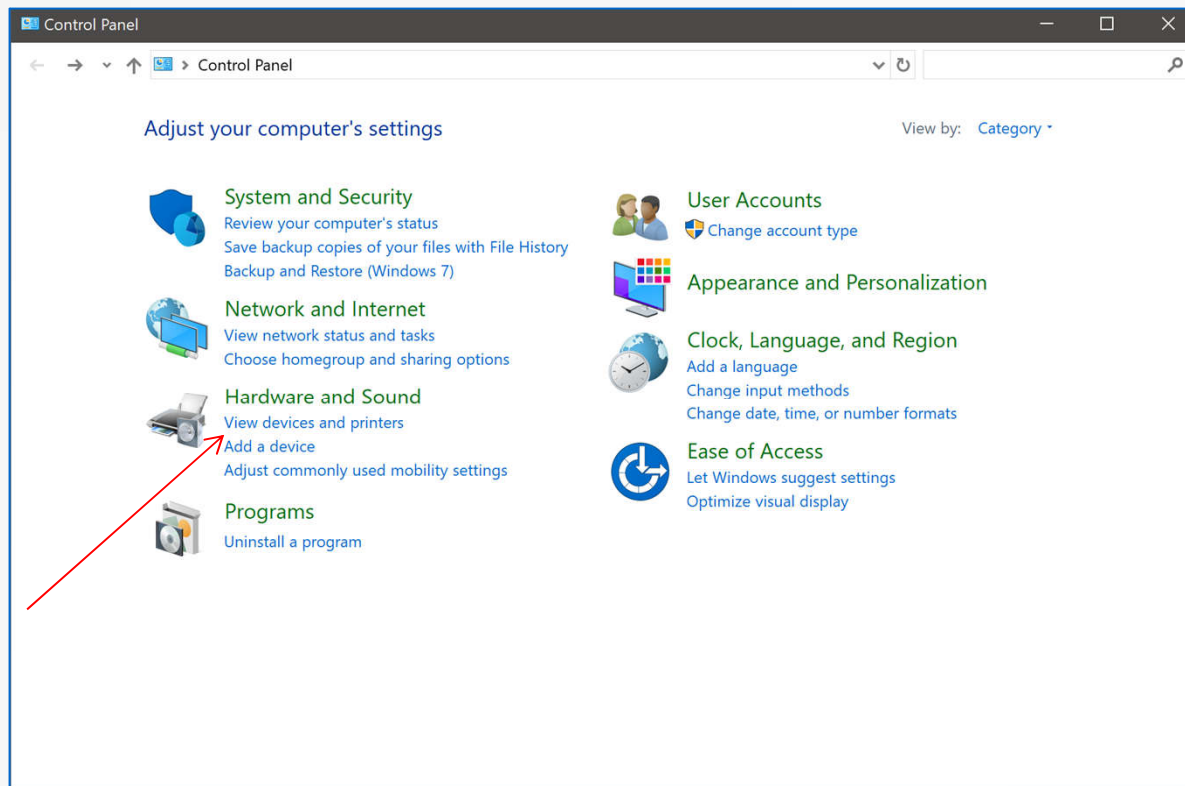 Control Panel
Control Panel
Adjust your computer's settings
View by: Category
System and Security
Review your computer's status
Save backup copies of your files with File History
Backup and Restore (Windows 7)
Network and Internet
View network status and tasks
Choose homegroup and sharing options
Hardware and Sound
View devices and printers
Add a device
Adjust commonly used mobility settings
Programs
Uninstall a program
User Accounts
Change account type
Appearance and Personalization
Clock, Language, and Region
Add a language
Change input methods
Change date, time, or number formats
Ease of Access
Let Windows suggest settings
Optimize visual display